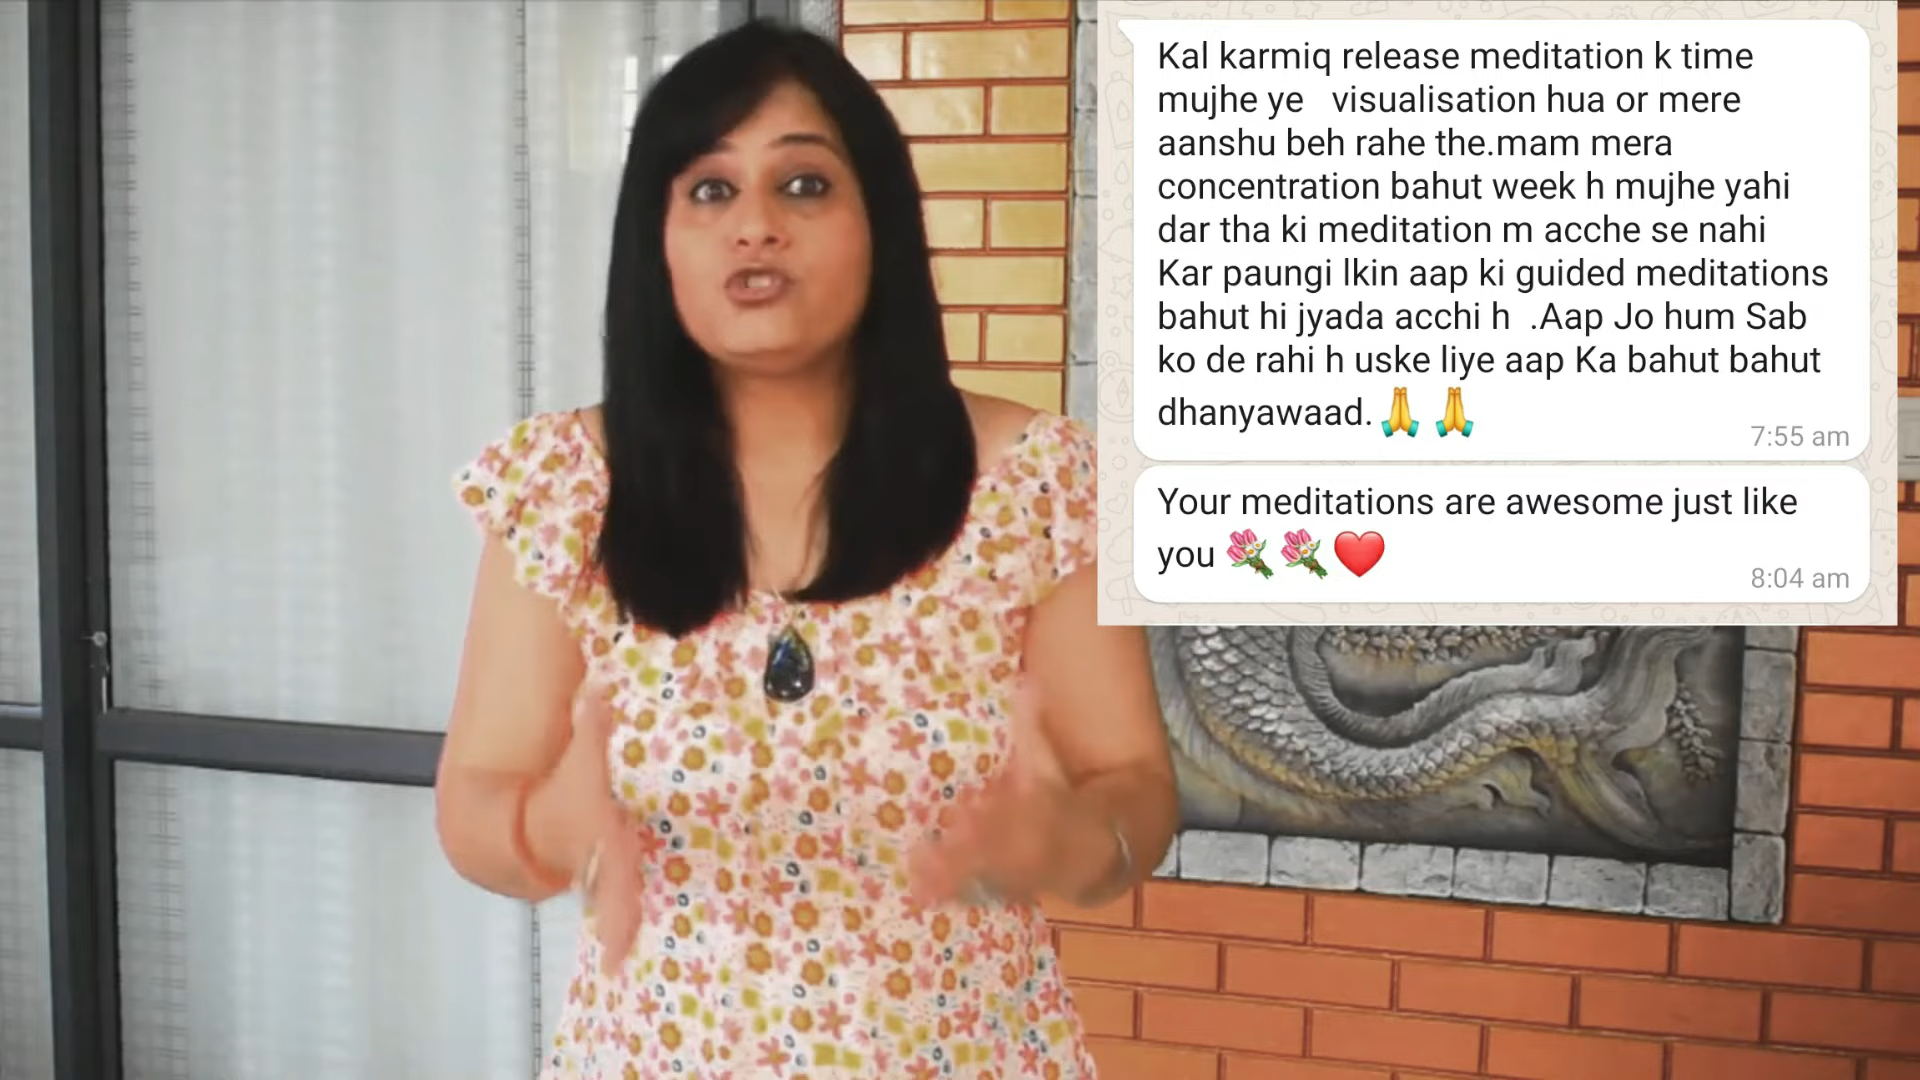 Kal karmiq release meditation k time
mujhe ye visualisation hua or mere
aanshu beh rahe the.mam mera
concentration bahut week h mujhe yahi
dar tha ki meditation m acche se nahi
Kar paungi lkin aap ki guided meditations
bahut hi jyada acchi h .Aap Jo hum Sab
ko de rahi h uske liye aap Ka bahut bahut
dhanyawaad.🙏 🙏
7:55 am
Your meditations are awesome just like
you 💐💐❤️
8:04 am